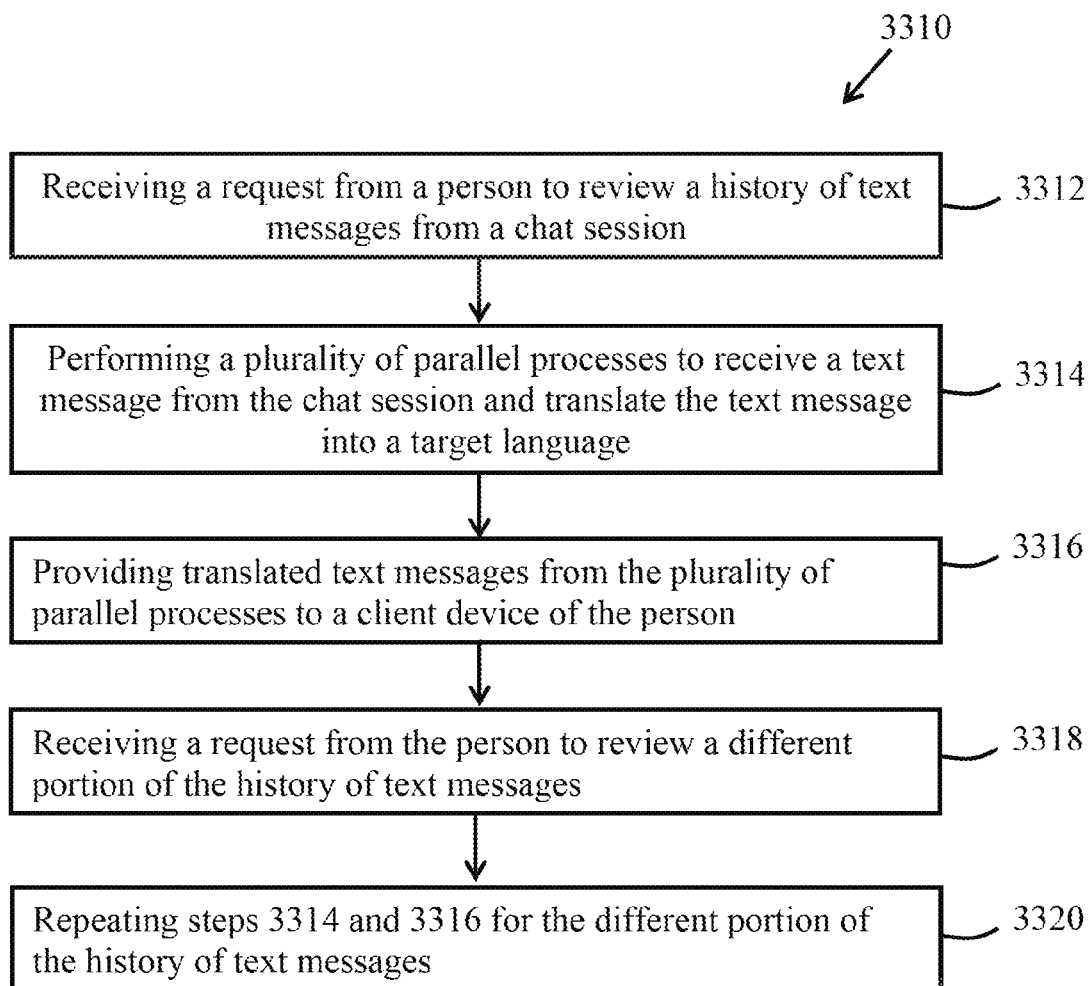 3310
Receiving a request from a person to review a history of text
messages from a chat session
3312
Performing a plurality of parallel processes to receive a text
message from the chat session and translate the text message
into a target language
3314
Providing translated text messages from the plurality of
parallel processes to a client device of the person
3316
Receiving a request from the person to review a different
portion of the history of text messages
3318
Repeating steps 3314 and 3316 for the different portion of
the history of text messages
3320